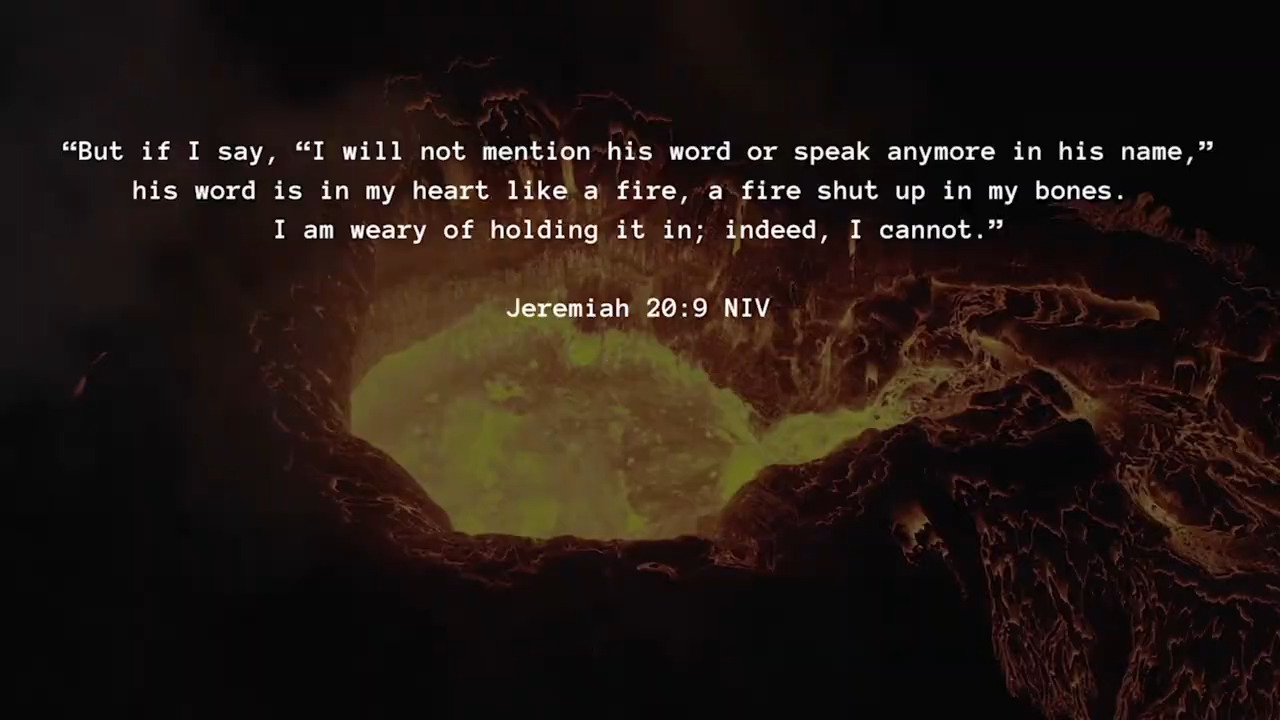 “But if I say, “I will not mention his word or speak anymore in his name,”
his word is in my heart like a fire, a fire shut up in my bones.
I am weary of holding it in; indeed, I cannot.”
Jeremiah 20:9 NIV